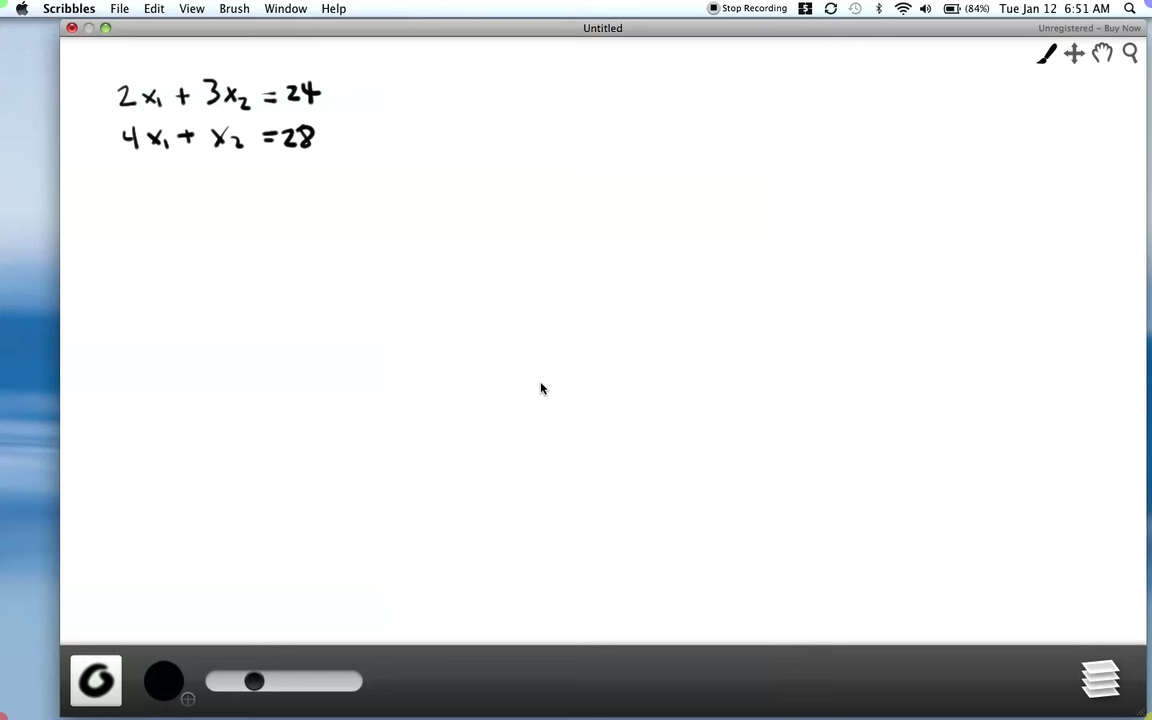 Scribbles File Edit View Brush Window Help Stop Recording (84%) Tue Jan 12 6:51 AM
Untitled Unregistered – Buy Now
2x₁ + 3x₂ = 24
4x₁ + x₂ = 28